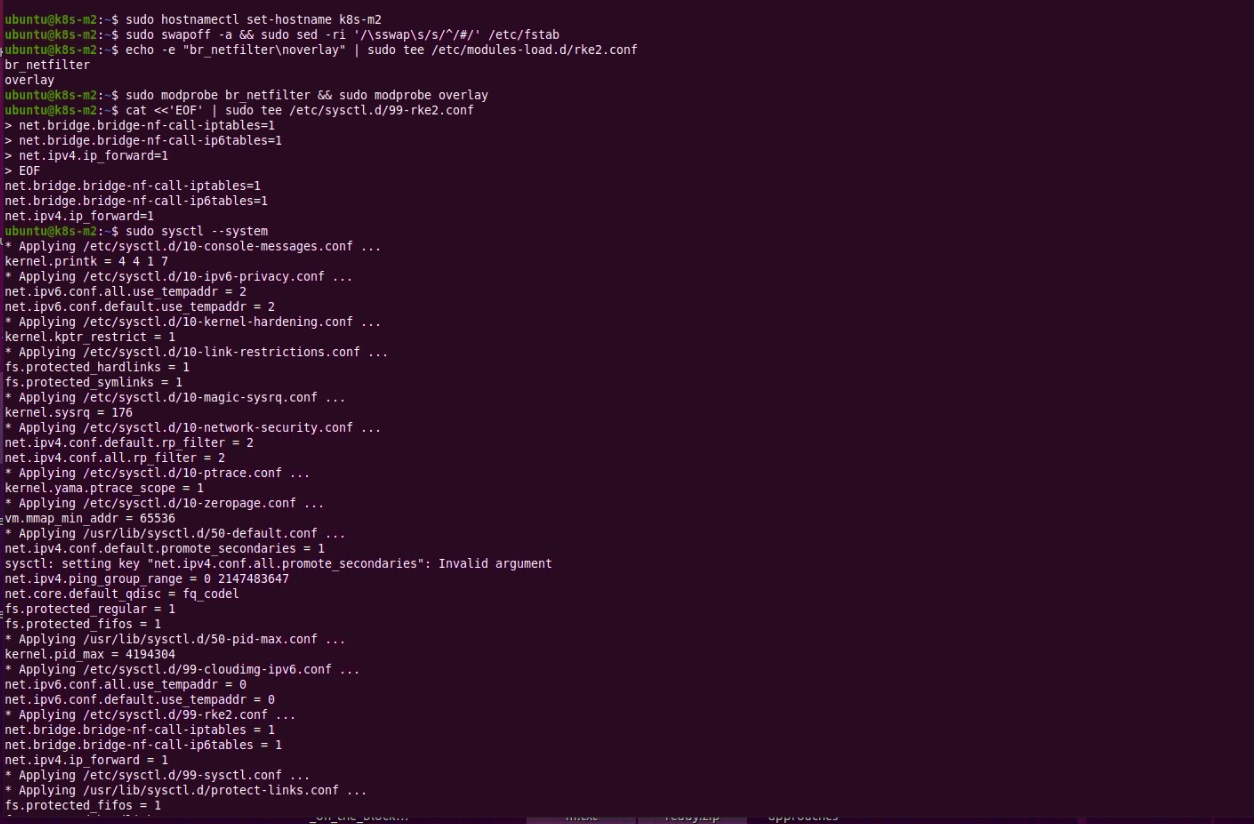 ubuntu@k8s-m2:~$ sudo hostnamectl set-hostname k8s-m2
ubuntu@k8s-m2:~$ sudo swapoff -a && sudo sed -ri '/\sswap\s/s/^/#/' /etc/fstab
ubuntu@k8s-m2:~$ echo -e "br_netfilter\noverlay" | sudo tee /etc/modules-load.d/rke2.conf
br_netfilter
overlay
ubuntu@k8s-m2:~$ sudo modprobe br_netfilter && sudo modprobe overlay
ubuntu@k8s-m2:~$ cat <<'EOF' | sudo tee /etc/sysctl.d/99-rke2.conf
> net.bridge.bridge-nf-call-iptables=1
> net.bridge.bridge-nf-call-ip6tables=1
> net.ipv4.ip_forward=1
> EOF
net.bridge.bridge-nf-call-iptables=1
net.bridge.bridge-nf-call-ip6tables=1
net.ipv4.ip_forward=1
ubuntu@k8s-m2:~$ sudo sysctl --system
* Applying /etc/sysctl.d/10-console-messages.conf ...
kernel.printk = 4 4 1 7
* Applying /etc/sysctl.d/10-ipv6-privacy.conf ...
net.ipv6.conf.all.use_tempaddr = 2
net.ipv6.conf.default.use_tempaddr = 2
* Applying /etc/sysctl.d/10-kernel-hardening.conf ...
kernel.kptr_restrict = 1
* Applying /etc/sysctl.d/10-link-restrictions.conf ...
fs.protected_hardlinks = 1
fs.protected_symlinks = 1
* Applying /etc/sysctl.d/10-magic-sysrq.conf ...
kernel.sysrq = 176
* Applying /etc/sysctl.d/10-network-security.conf ...
net.ipv4.conf.default.rp_filter = 2
net.ipv4.conf.all.rp_filter = 2
* Applying /etc/sysctl.d/10-ptrace.conf ...
kernel.yama.ptrace_scope = 1
* Applying /etc/sysctl.d/10-zeropage.conf ...
vm.mmap_min_addr = 65536
* Applying /usr/lib/sysctl.d/50-default.conf ...
net.ipv4.conf.default.promote_secondaries = 1
sysctl: setting key "net.ipv4.conf.all.promote_secondaries": Invalid argument
net.ipv4.ping_group_range = 0 2147483647
net.core.default_qdisc = fq_codel
fs.protected_regular = 1
fs.protected_fifos = 1
* Applying /usr/lib/sysctl.d/50-pid-max.conf ...
kernel.pid_max = 4194304
* Applying /etc/sysctl.d/99-cloudimg-ipv6.conf ...
net.ipv6.conf.all.use_tempaddr = 0
net.ipv6.conf.default.use_tempaddr = 0
* Applying /etc/sysctl.d/99-rke2.conf ...
net.bridge.bridge-nf-call-iptables = 1
net.bridge.bridge-nf-call-ip6tables = 1
net.ipv4.ip_forward = 1
* Applying /etc/sysctl.d/99-sysctl.conf ...
* Applying /usr/lib/sysctl.d/protect-links.conf ...
fs.protected_fifos = 1